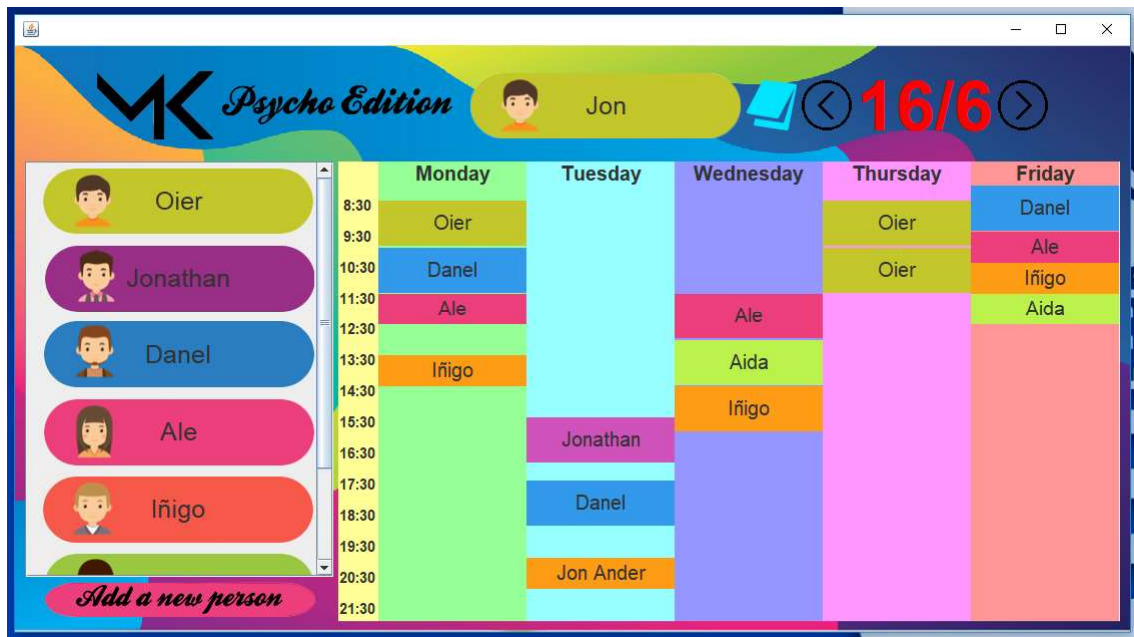 MK Psycho Edition Jon 16/6
Oier
Jonathan
Danel
Ale
Iñigo
Add a new person
Monday Tuesday Wednesday Thursday Friday
8:30
9:30
10:30
11:30
12:30
13:30
14:30
15:30
16:30
17:30
18:30
19:30
20:30
21:30
Oier
Danel
Ale
Iñigo
Jonathan
Danel
Jon Ander
Ale
Aida
Iñigo
Oier
Oier
Danel
Ale
Iñigo
Aida